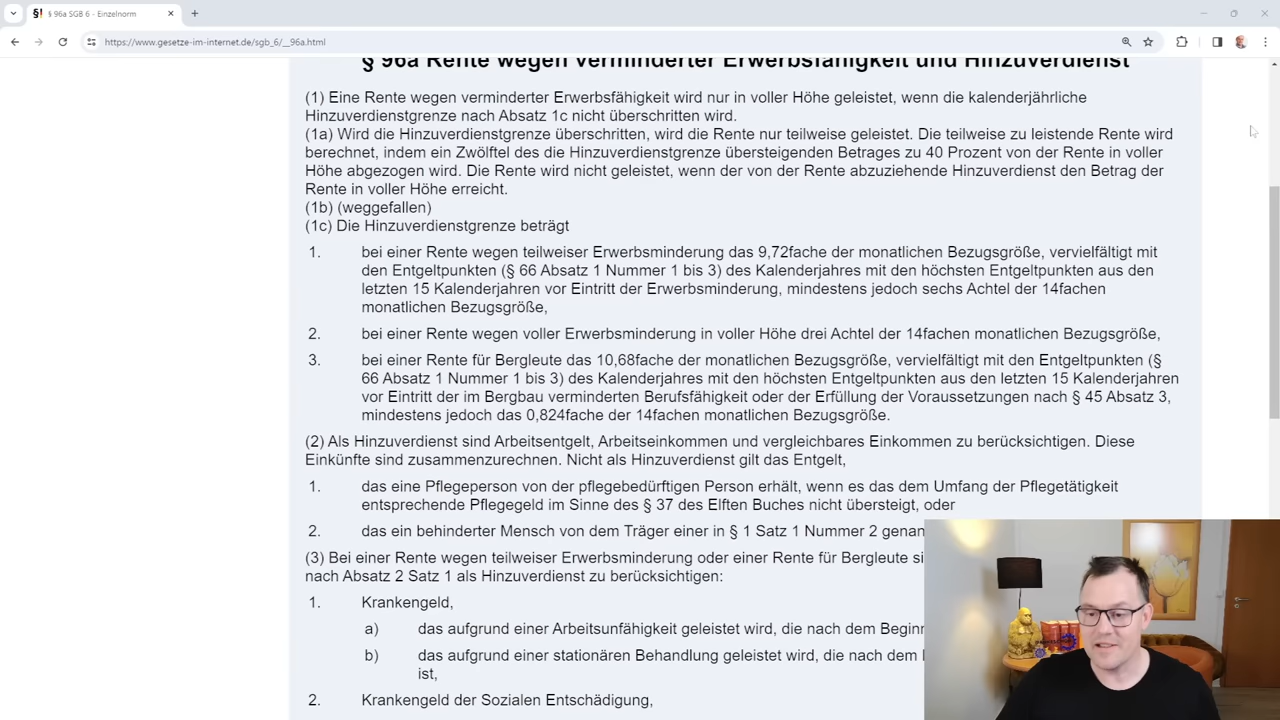 §! § 96a SGB 6 - Einzelnorm
https://www.gesetze-im-internet.de/sgb_6/__96a.html
§ 96a Rente wegen verminderter Erwerbsfähigkeit und Hinzuverdienst
(1) Eine Rente wegen verminderter Erwerbsfähigkeit wird nur in voller Höhe geleistet, wenn die kalenderjährliche
Hinzuverdienstgrenze nach Absatz 1c nicht überschritten wird.
(1a) Wird die Hinzuverdienstgrenze überschritten, wird die Rente nur teilweise geleistet. Die teilweise zu leistende Rente wird
berechnet, indem ein Zwölftel des die Hinzuverdienstgrenze übersteigenden Betrages zu 40 Prozent von der Rente in voller
Höhe abgezogen wird. Die Rente wird nicht geleistet, wenn der von der Rente abzuziehende Hinzuverdienst den Betrag der
Rente in voller Höhe erreicht.
(1b) (weggefallen)
(1c) Die Hinzuverdienstgrenze beträgt
1. bei einer Rente wegen teilweiser Erwerbsminderung das 9,72fache der monatlichen Bezugsgröße, vervielfältigt mit
den Entgeltpunkten (§ 66 Absatz 1 Nummer 1 bis 3) des Kalenderjahres mit den höchsten Entgeltpunkten aus den
letzten 15 Kalenderjahren vor Eintritt der Erwerbsminderung, mindestens jedoch sechs Achtel der 14fachen
monatlichen Bezugsgröße,
2. bei einer Rente wegen voller Erwerbsminderung in voller Höhe drei Achtel der 14fachen monatlichen Bezugsgröße,
3. bei einer Rente für Bergleute das 10,68fache der monatlichen Bezugsgröße, vervielfältigt mit den Entgeltpunkten (§
66 Absatz 1 Nummer 1 bis 3) des Kalenderjahres mit den höchsten Entgeltpunkten aus den letzten 15 Kalenderjahren
vor Eintritt der im Bergbau verminderten Berufsfähigkeit oder der Erfüllung der Voraussetzungen nach § 45 Absatz 3,
mindestens jedoch das 0,824fache der 14fachen monatlichen Bezugsgröße.
(2) Als Hinzuverdienst sind Arbeitsentgelt, Arbeitseinkommen und vergleichbares Einkommen zu berücksichtigen. Diese
Einkünfte sind zusammenzurechnen. Nicht als Hinzuverdienst gilt das Entgelt,
1. das eine Pflegeperson von der pflegebedürftigen Person erhält, wenn es das dem Umfang der Pflegetätigkeit
entsprechende Pflegegeld im Sinne des § 37 des Elften Buches nicht übersteigt, oder
2. das ein behinderter Mensch von dem Träger einer in § 1 Satz 1 Nummer 2 genan
(3) Bei einer Rente wegen teilweiser Erwerbsminderung oder einer Rente für Bergleute si
nach Absatz 2 Satz 1 als Hinzuverdienst zu berücksichtigen:
1. Krankengeld,
a) das aufgrund einer Arbeitsunfähigkeit geleistet wird, die nach dem Beginn
b) das aufgrund einer stationären Behandlung geleistet wird, die nach dem
ist,
2. Krankengeld der Sozialen Entschädigung,